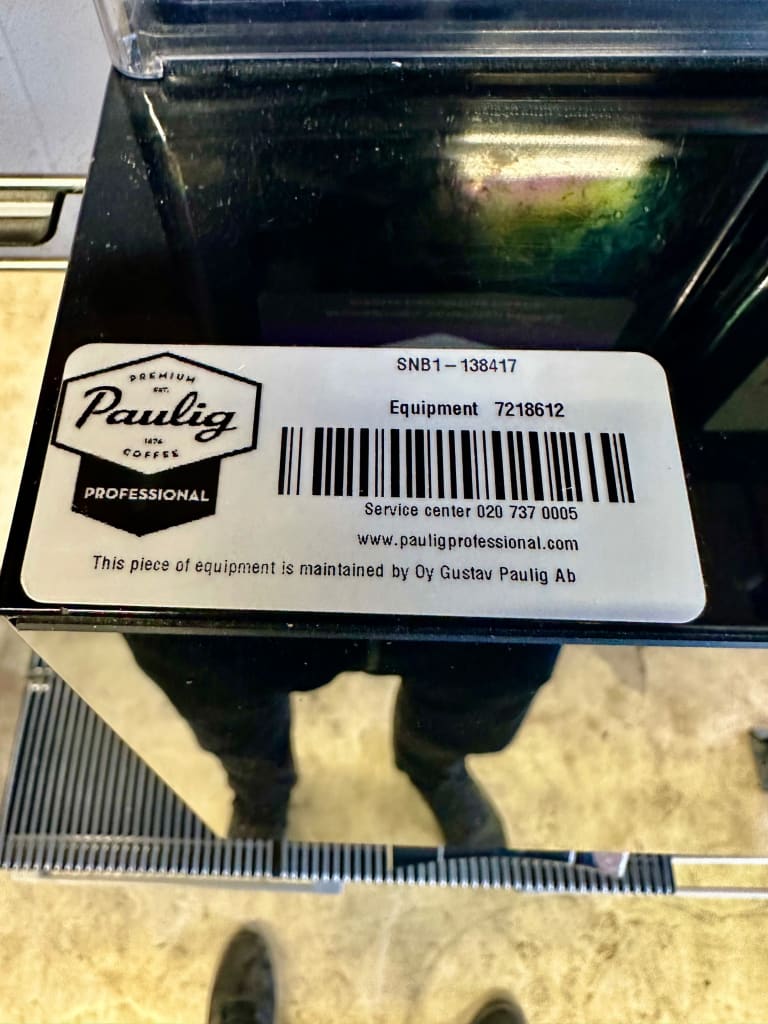 SNB1-138417
PREMIUM
EST.
Paulig
1876
COFFEE
PROFESSIONAL
Equipment 7218612
Service center 020 737 0005
www.pauligprofessional.com
This piece of equipment is maintained by Oy Gustav Paulig Ab